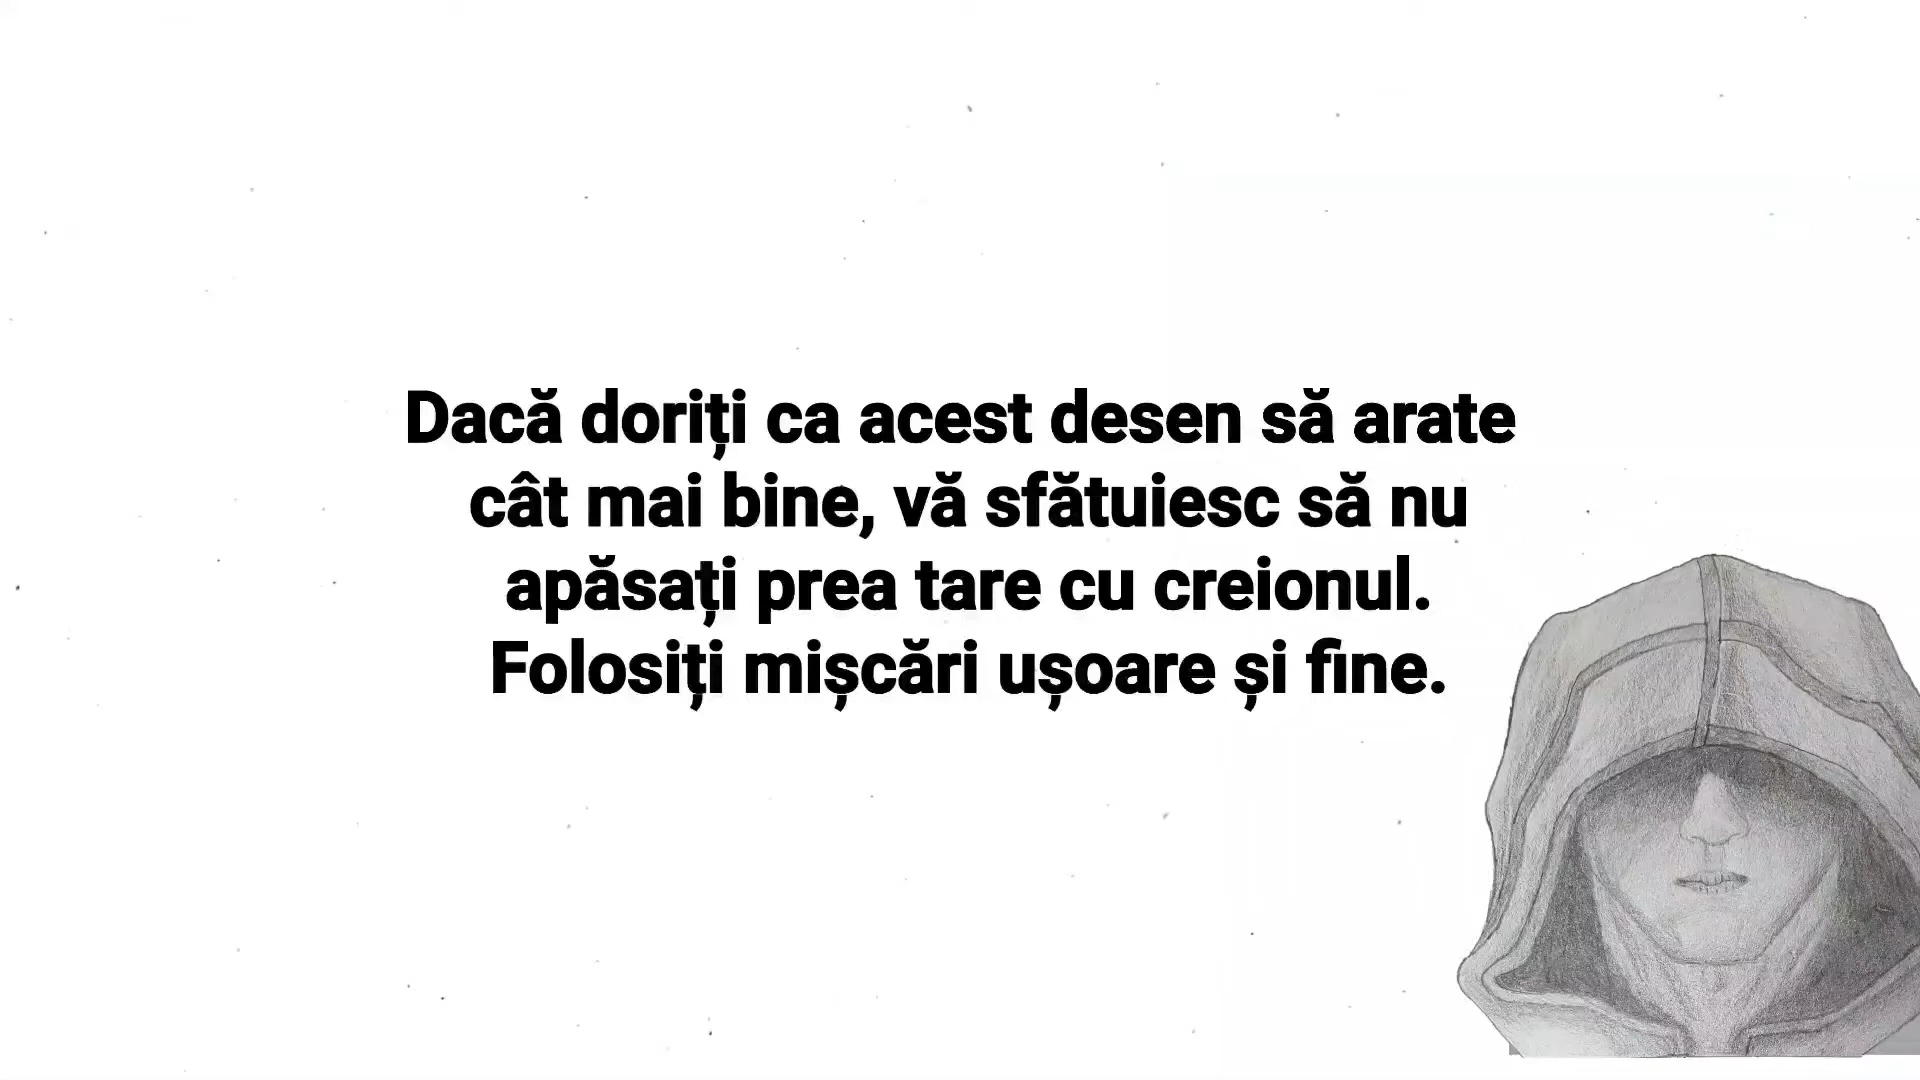 Dacă doriți ca acest desen să arate
cât mai bine, vă sfătuiesc să nu
apăsați prea tare cu creionul.
Folosiți mișcări ușoare și fine.